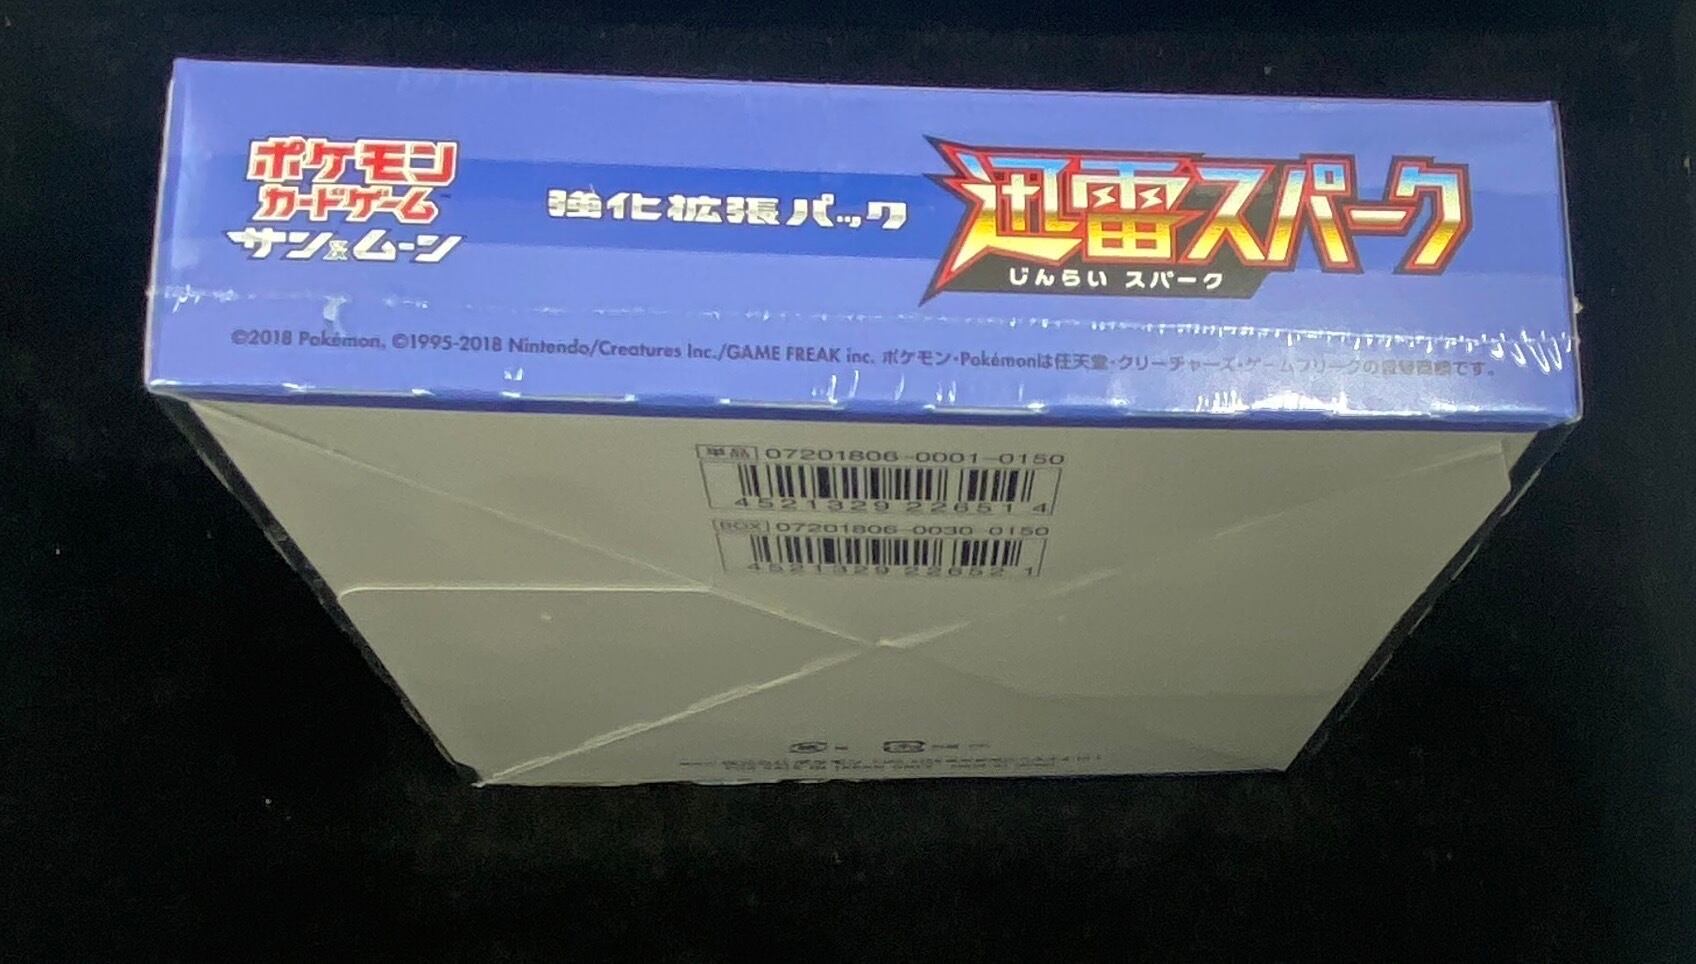 ポケモン
カードゲーム
サン&ムーン
強化拡張パック
迅雷スパーク
じんらい スパーク
©2018 Pokémon. ©1995-2018 Nintendo/Creatures Inc./GAME FREAK inc. ポケモン・Pokémonは任天堂・クリーチャーズ・ゲームフリークの登録商標です。
単品 07201806-0001-0150
4 521329 226514
BOX 07201806-0030-0150
4 521329 226521